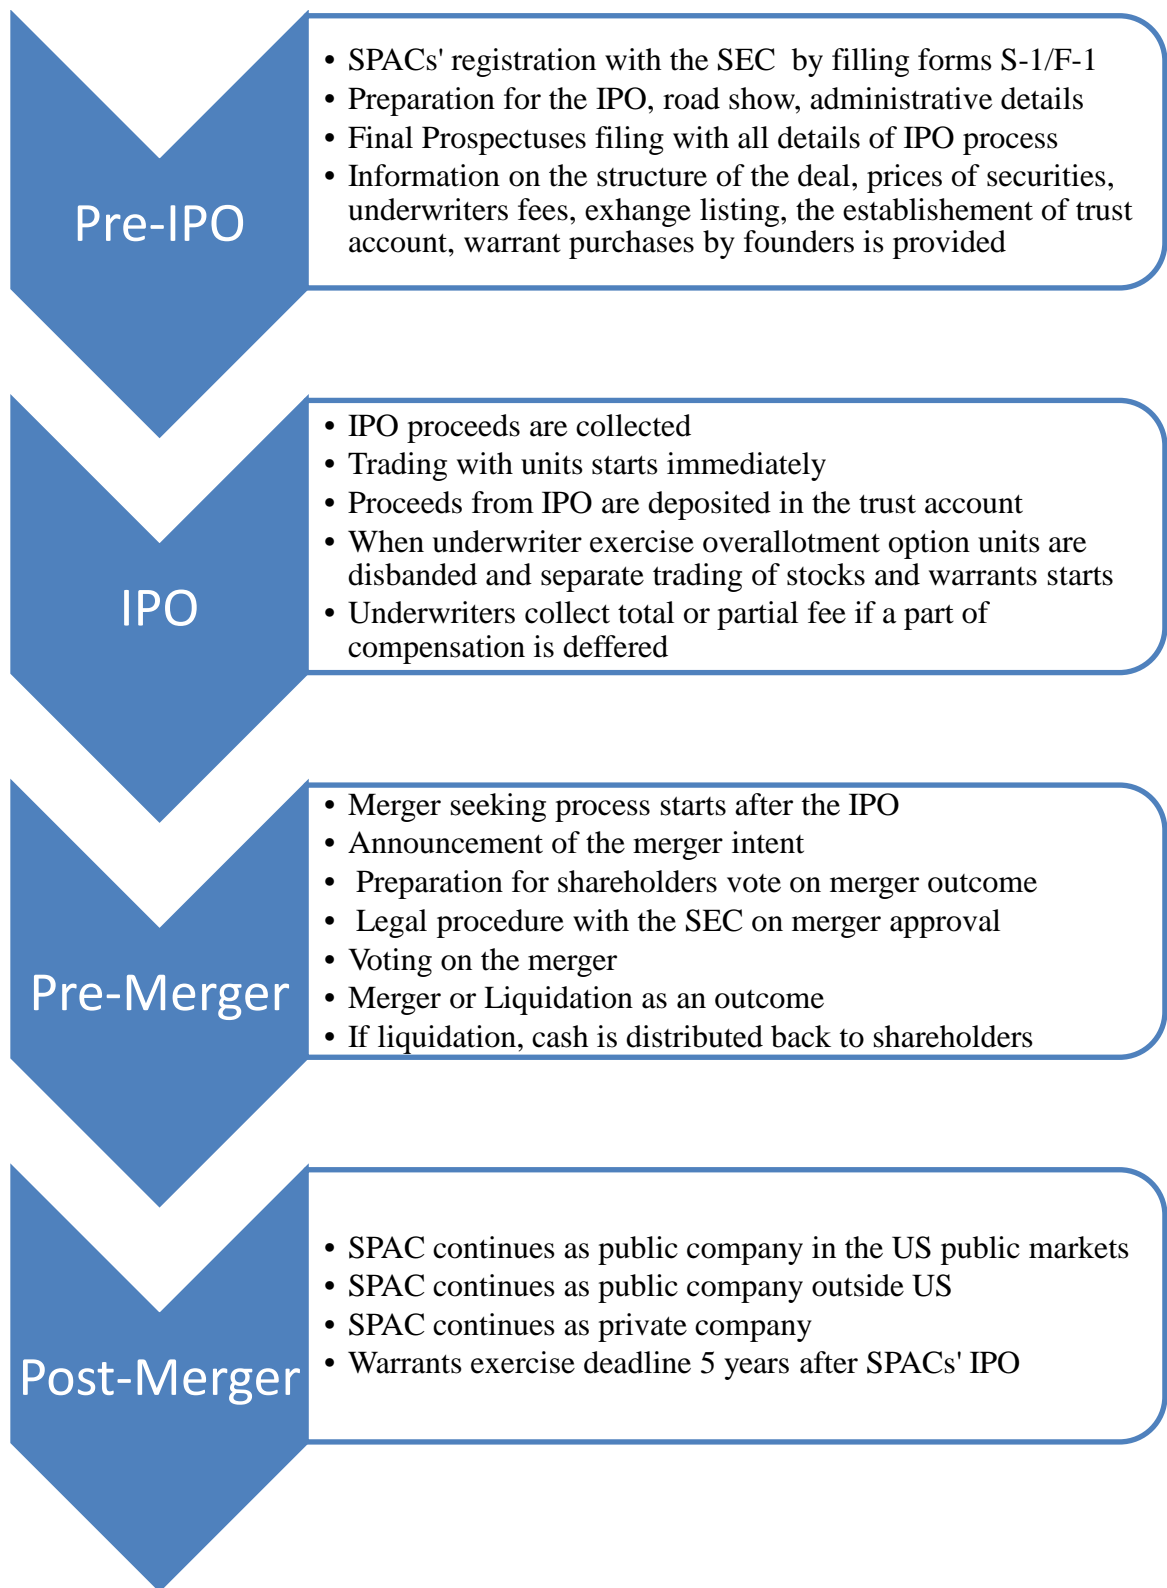 Pre-IPO
• SPACs' registration with the SEC  by filling forms S-1/F-1
• Preparation for the IPO, road show, administrative details
• Final Prospectuses filing with all details of IPO process
• Information on the structure of the deal, prices of securities,
underwriters fees, exhange listing, the establishement of trust
account, warrant purchases by founders is provided
IPO
• IPO proceeds are collected
• Trading with units starts immediately
• Proceeds from IPO are deposited in the trust account
• When underwriter exercise overallotment option units are
disbanded and separate trading of stocks and warrants starts
• Underwriters collect total or partial fee if a part of
compensation is deffered
Pre-Merger
• Merger seeking process starts after the IPO
• Announcement of the merger intent
•  Preparation for shareholders vote on merger outcome
•  Legal procedure with the SEC on merger approval
• Voting on the merger
• Merger or Liquidation as an outcome
• If liquidation, cash is distributed back to shareholders
Post-Merger
• SPAC continues as public company in the US public markets
• SPAC continues as public company outside US
• SPAC continues as private company
• Warrants exercise deadline 5 years after SPACs' IPO